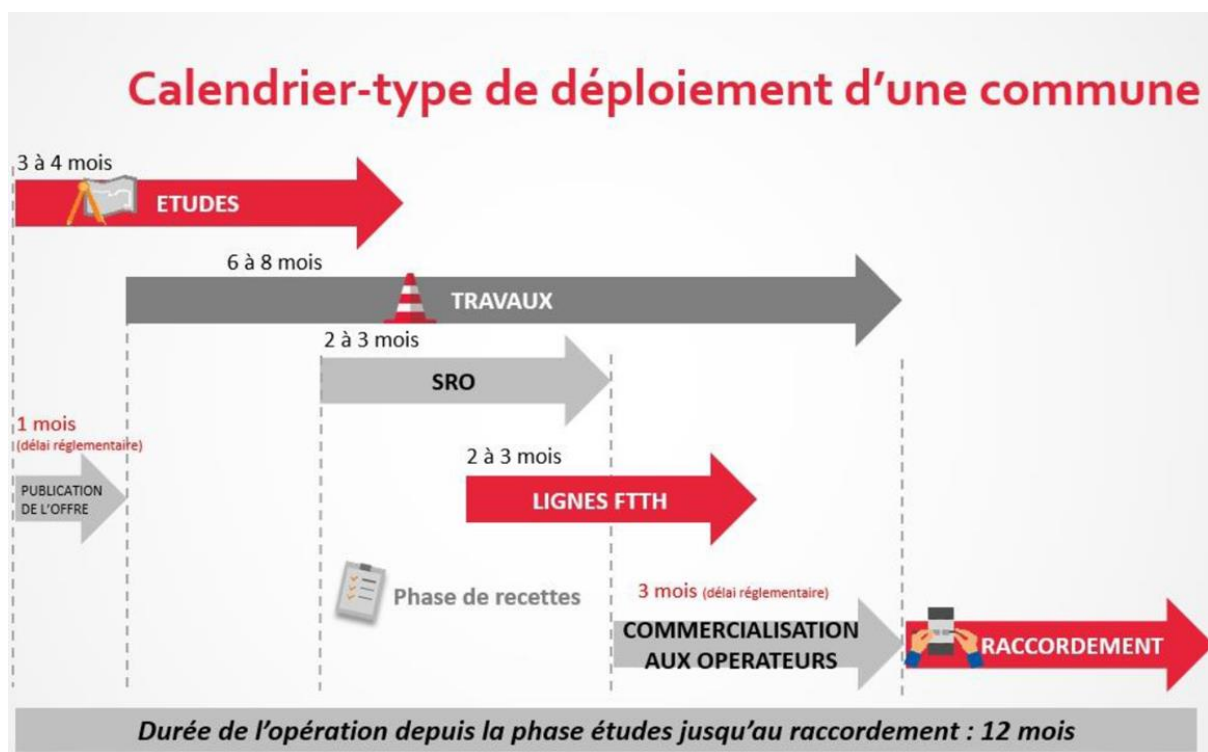 Calendrier-type de déploiement d'une commune
3 à 4 mois
ETUDES
6 à 8 mois
TRAVAUX
2 à 3 mois
SRO
1 mois
(délai réglementaire)
PUBLICATION
DE L'OFFRE
2 à 3 mois
LIGNES FTTH
Phase de recettes
3 mois (délai réglementaire)
COMMERCIALISATION
AUX OPERATEURS
RACCORDEMENT
Durée de l'opération depuis la phase études jusqu'au raccordement : 12 mois